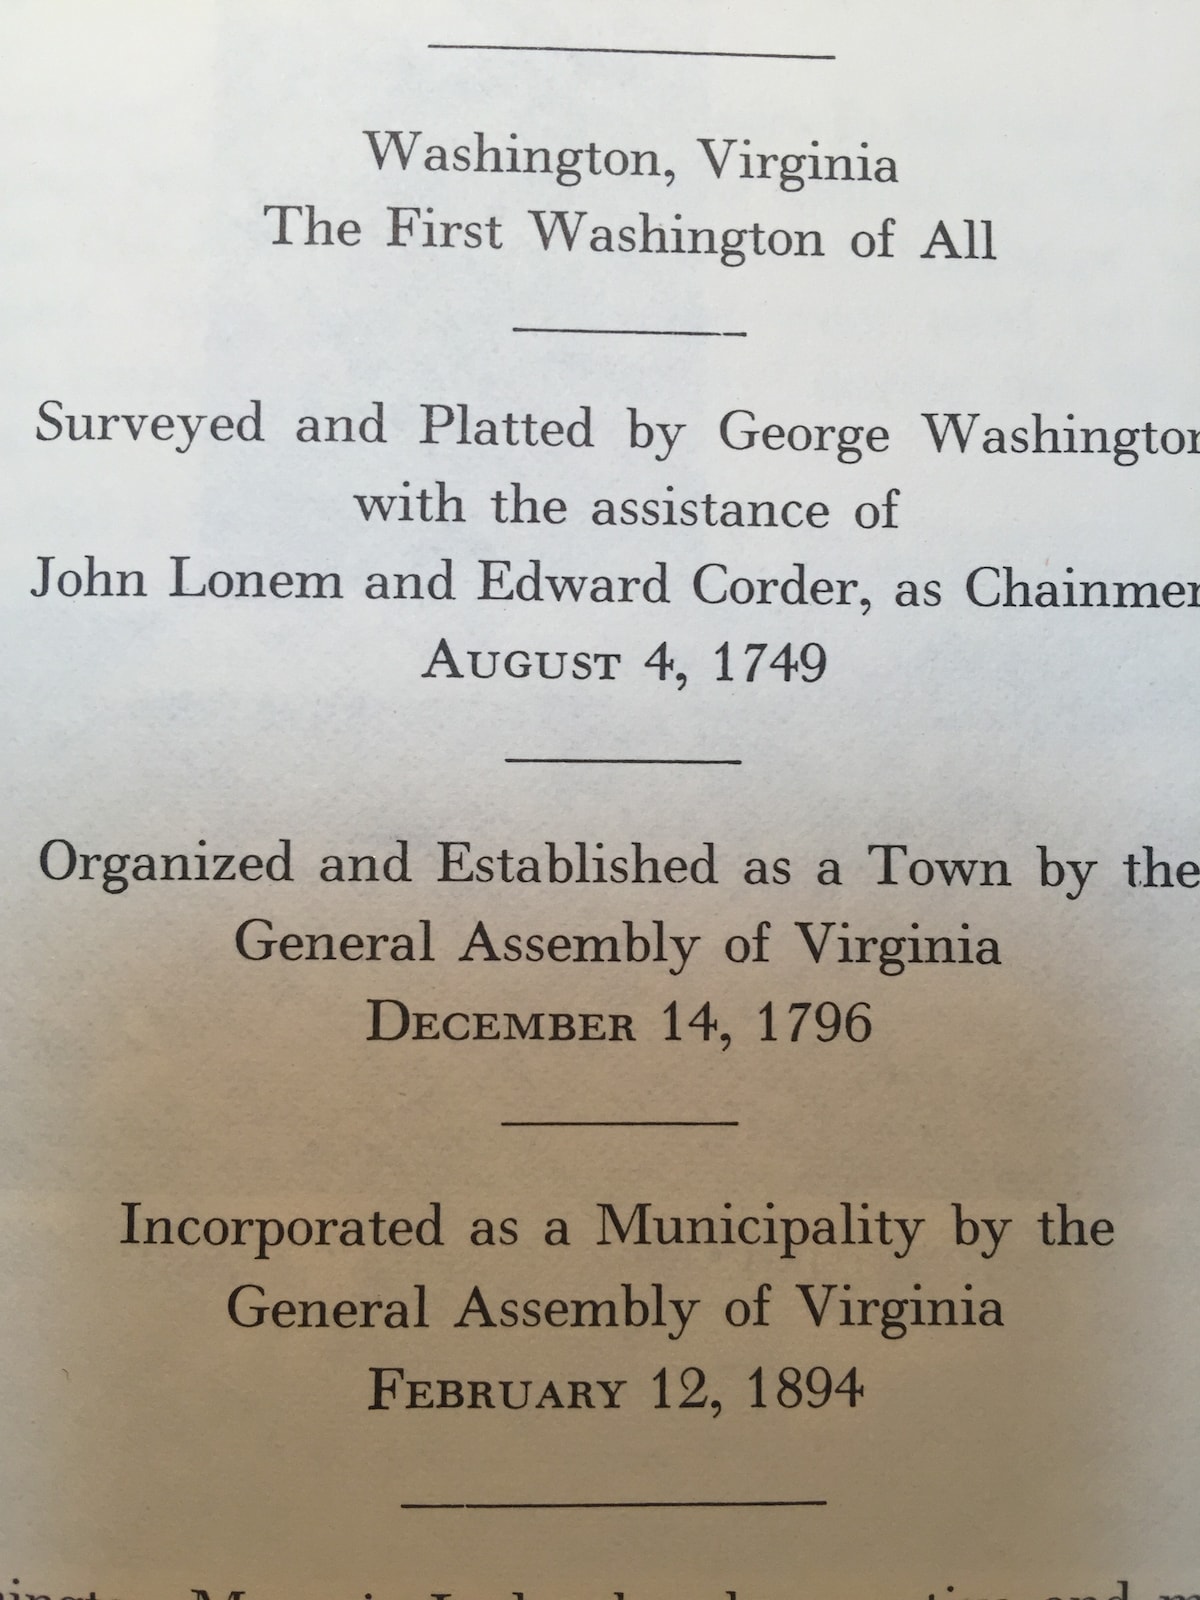 Washington, Virginia
The First Washington of All
Surveyed and Platted by George Washington
with the assistance of
John Lonem and Edward Corder, as Chainmen
AUGUST 4, 1749
Organized and Established as a Town by the
General Assembly of Virginia
DECEMBER 14, 1796
Incorporated as a Municipality by the
General Assembly of Virginia
FEBRUARY 12, 1894